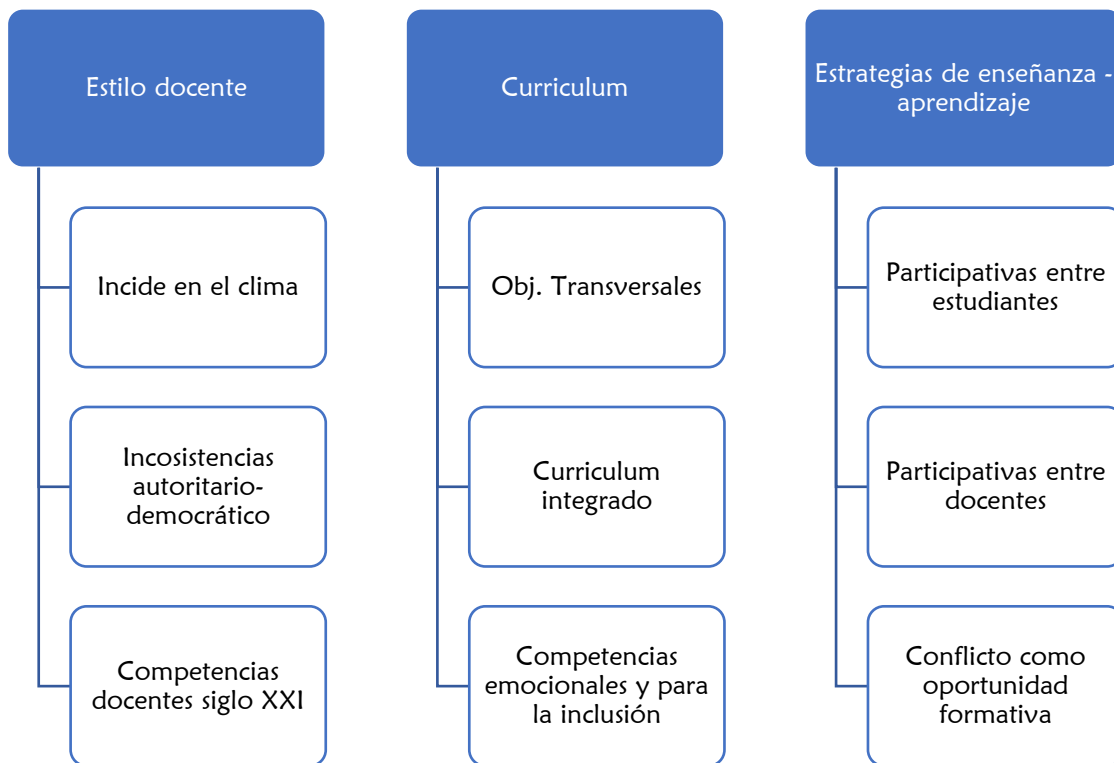 Estilo docente
Incide en el clima
Incosistencias
autoritario-
democrático
Competencias
docentes siglo XXI
Curriculum
Obj. Transversales
Curriculum
integrado
Competencias
emocionales y para
la inclusión
Estrategias de enseñanza -
aprendizaje
Participativas entre
estudiantes
Participativas entre
docentes
Conflicto como
oportunidad
formativa